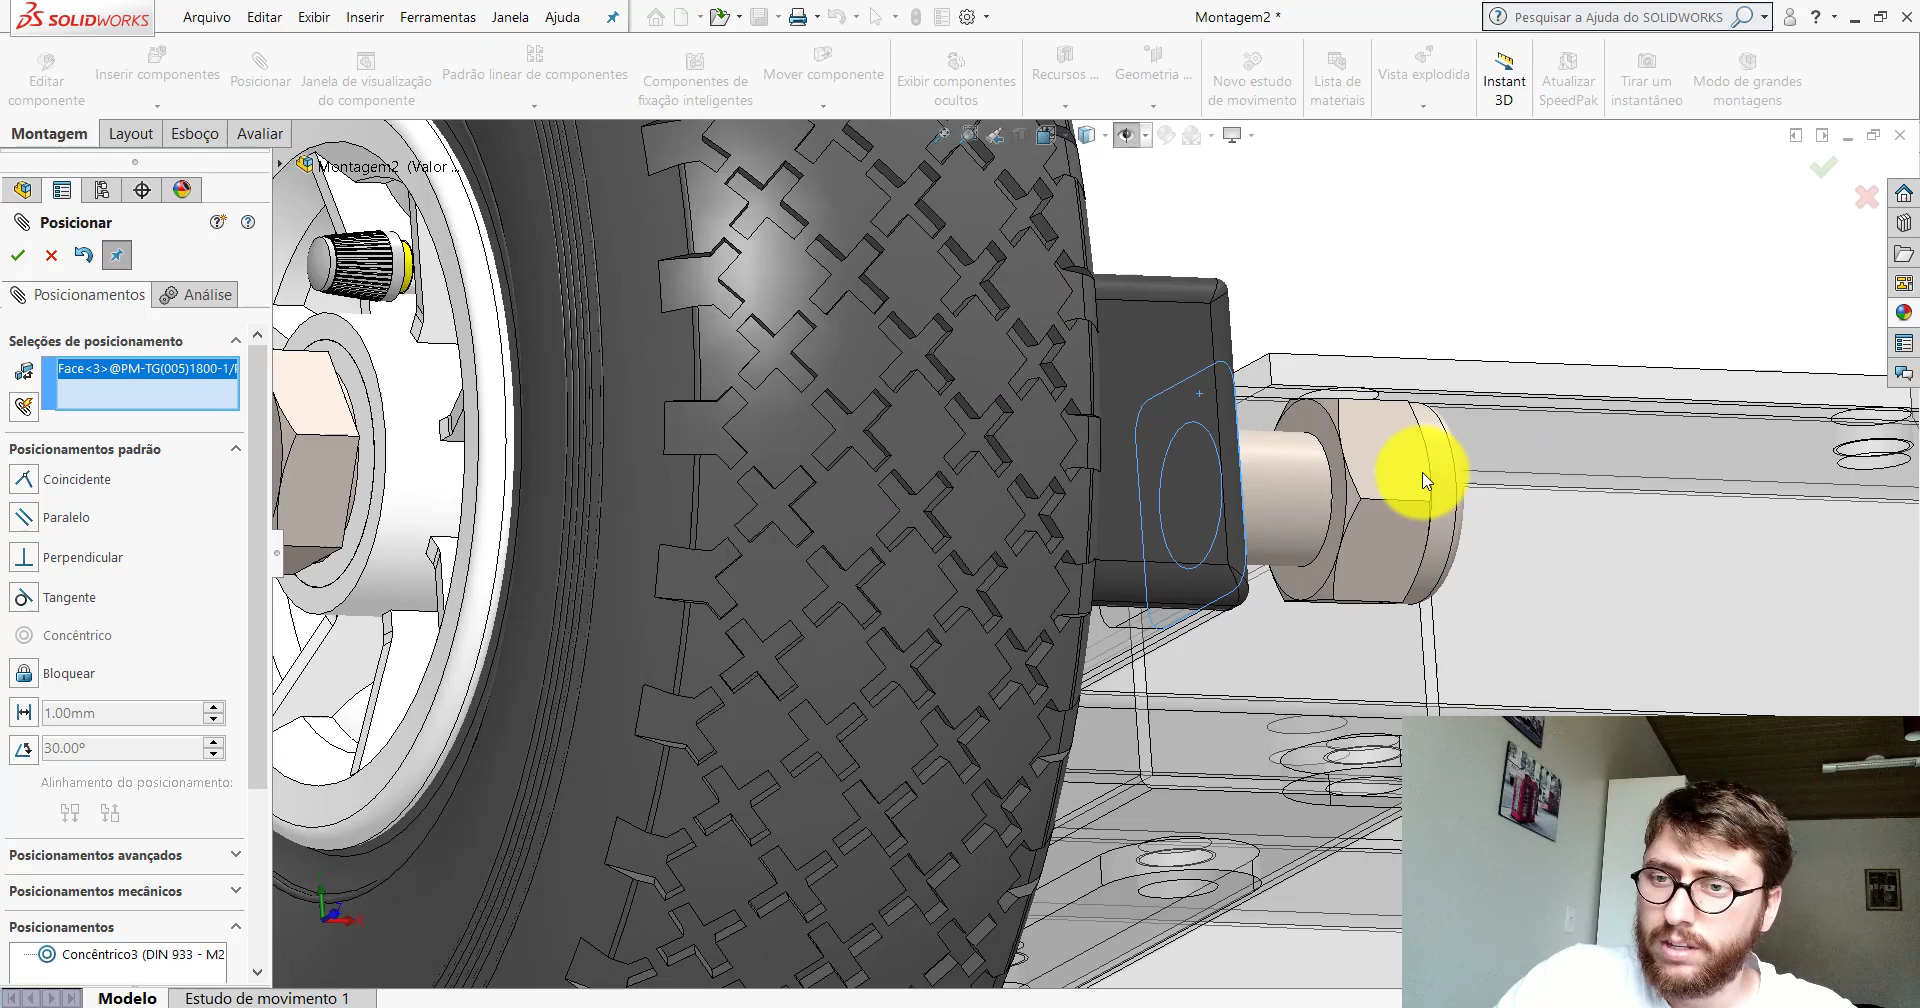 SOLIDWORKS
Arquivo Editar Exibir Inserir Ferramentas Janela Ajuda
Montagem2 *
Pesquisar a Ajuda do SOLIDWORKS
Editar componente
Inserir componentes
Posicionar
Janela de visualização do componente
Padrão linear de componentes
Componentes de fixação inteligentes
Mover componente
Exibir componentes ocultos
Recursos ...
Geometria ...
Novo estudo de movimento
Lista de materiais
Vista explodida
Instant 3D
Atualizar SpeedPak
Tirar um instantâneo
Modo de grandes montagens
Montagem Layout Esboço Avaliar
Montagem2 (Valor ...
Posicionar
Posicionamentos Análise
Seleções de posicionamento
Face<3>@PM-TG(005)1800-1/
Posicionamentos padrão
Coincidente
Paralelo
Perpendicular
Tangente
Concêntrico
Bloquear
1.00mm
30.00°
Alinhamento do posicionamento:
Posicionamentos avançados
Posicionamentos mecânicos
Posicionamentos
Concêntrico3 (DIN 933 - M2
Modelo Estudo de movimento 1